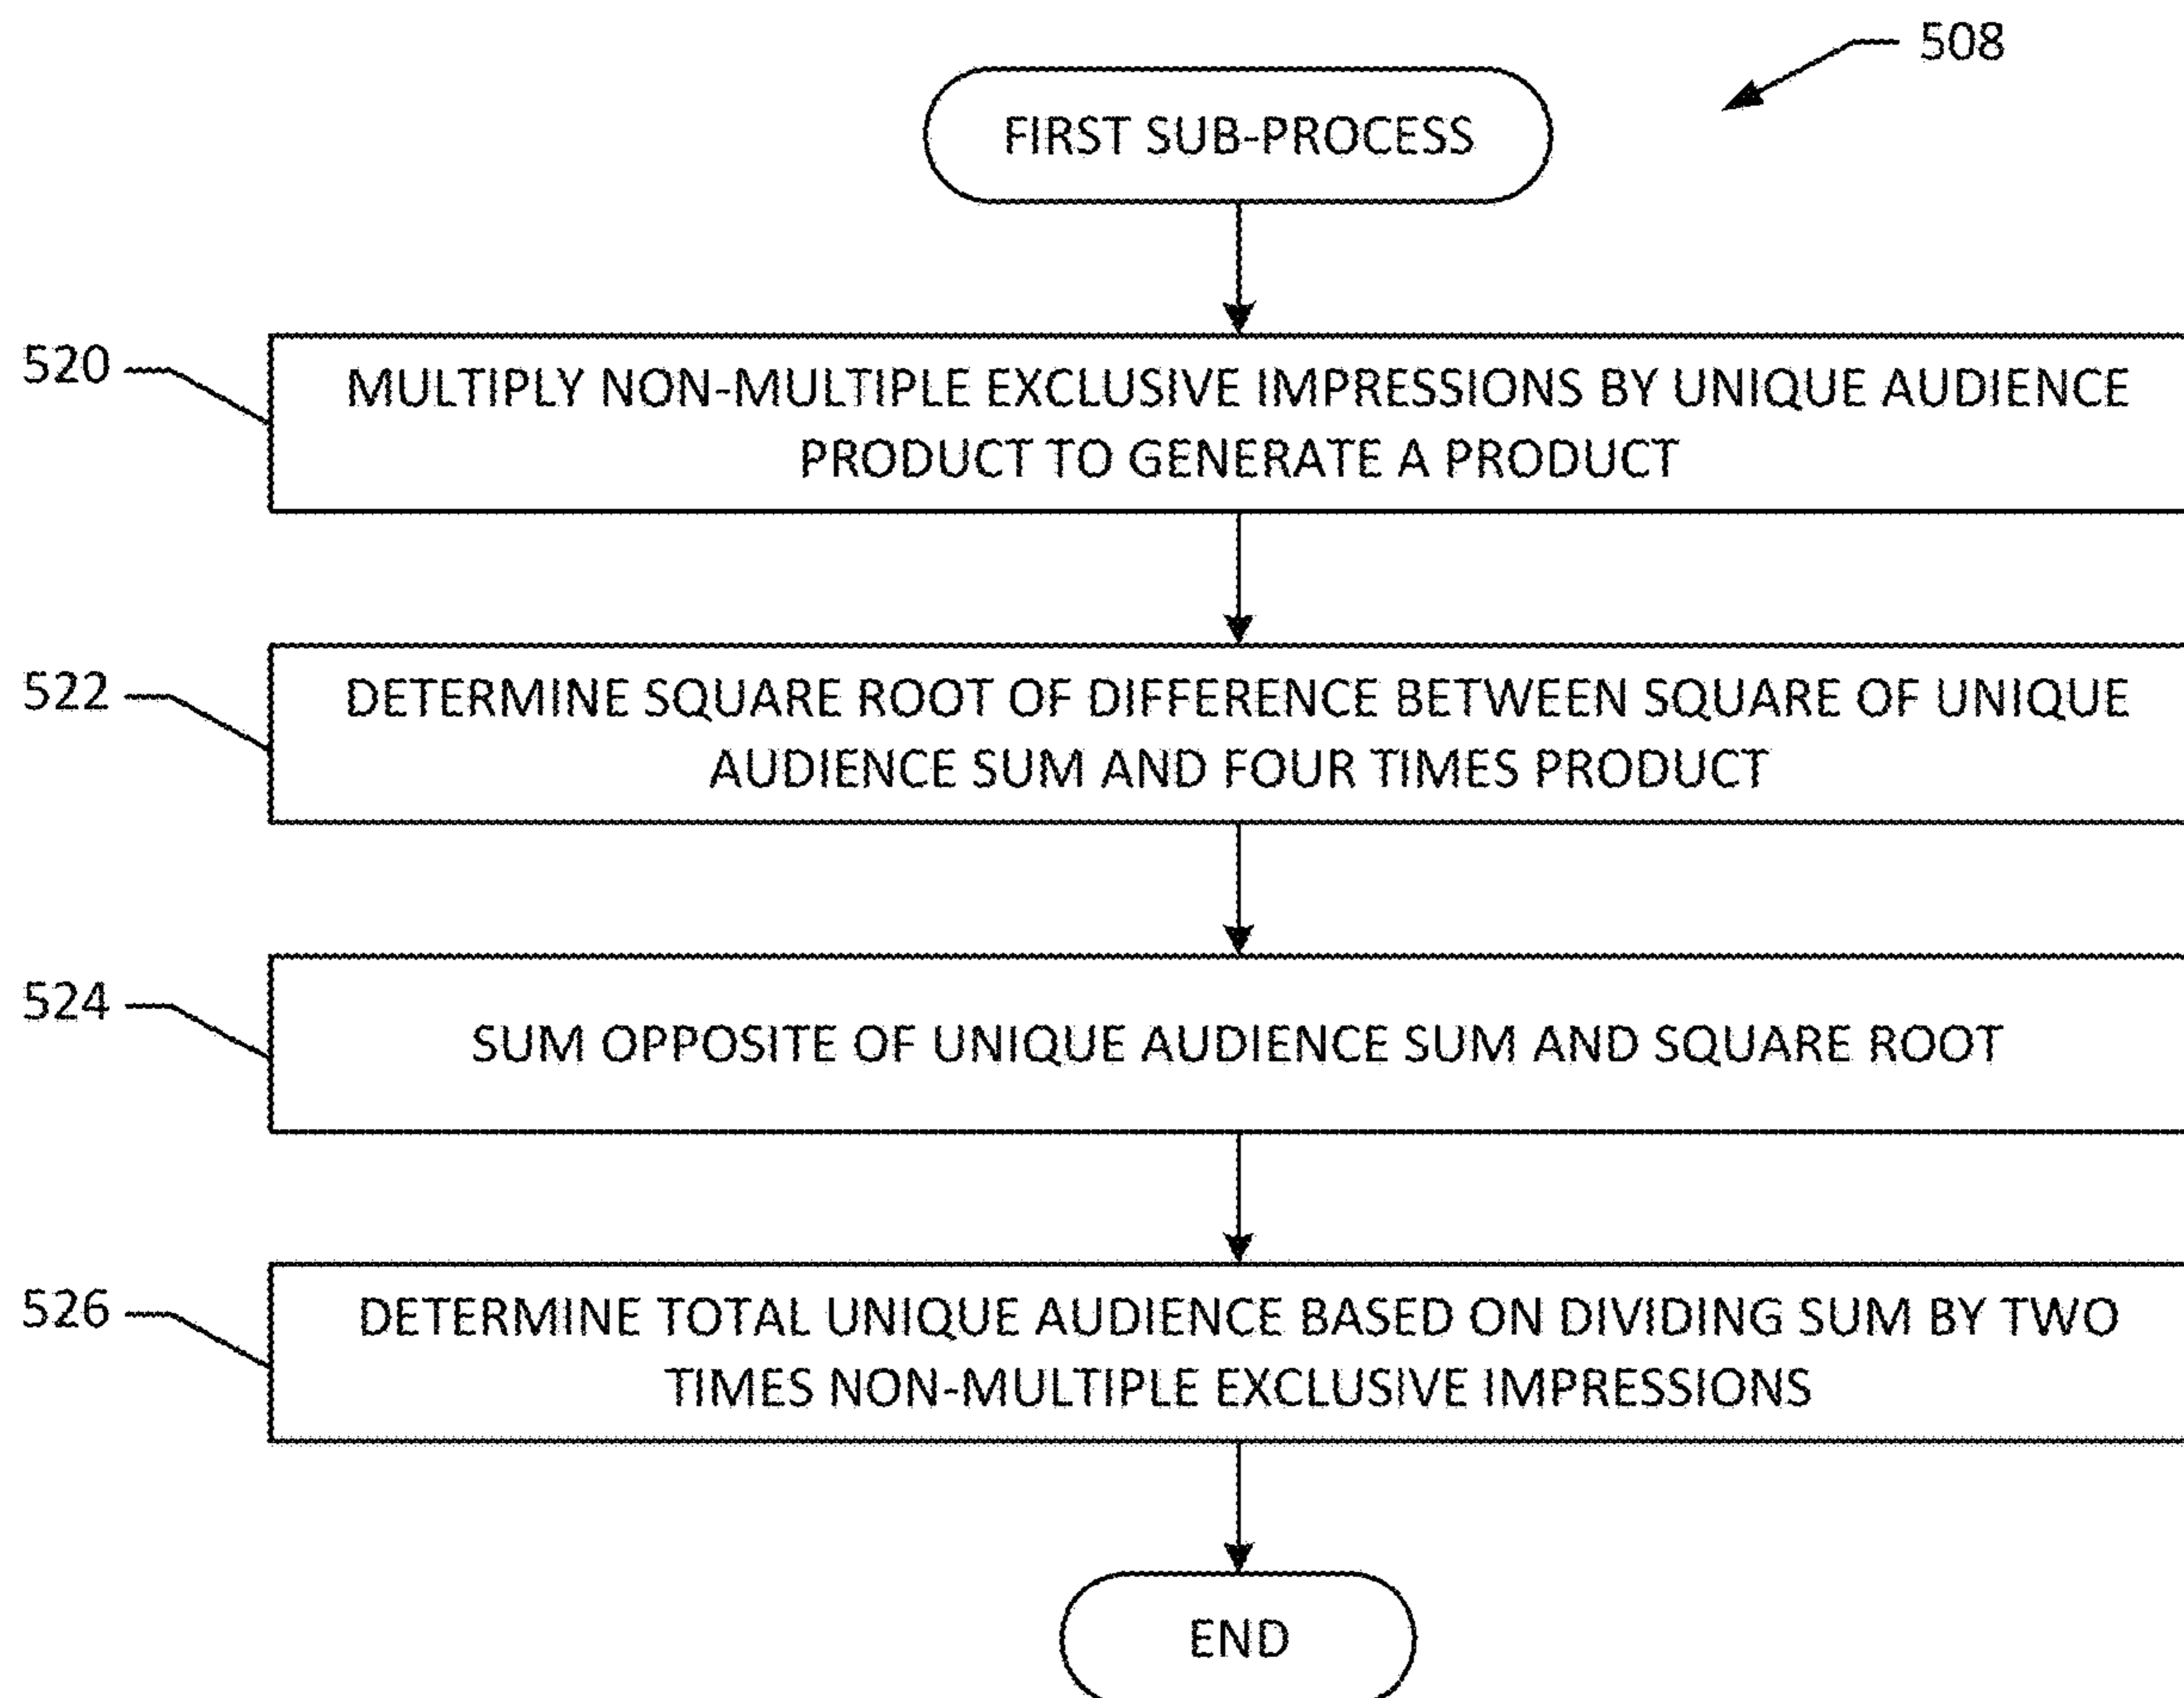 508
FIRST SUB-PROCESS
520
MULTIPLY NON-MULTIPLE EXCLUSIVE IMPRESSIONS BY UNIQUE AUDIENCE
PRODUCT TO GENERATE A PRODUCT
522
DETERMINE SQUARE ROOT OF DIFFERENCE BETWEEN SQUARE OF UNIQUE
AUDIENCE SUM AND FOUR TIMES PRODUCT
524
SUM OPPOSITE OF UNIQUE AUDIENCE SUM AND SQUARE ROOT
526
DETERMINE TOTAL UNIQUE AUDIENCE BASED ON DIVIDING SUM BY TWO
TIMES NON-MULTIPLE EXCLUSIVE IMPRESSIONS
END